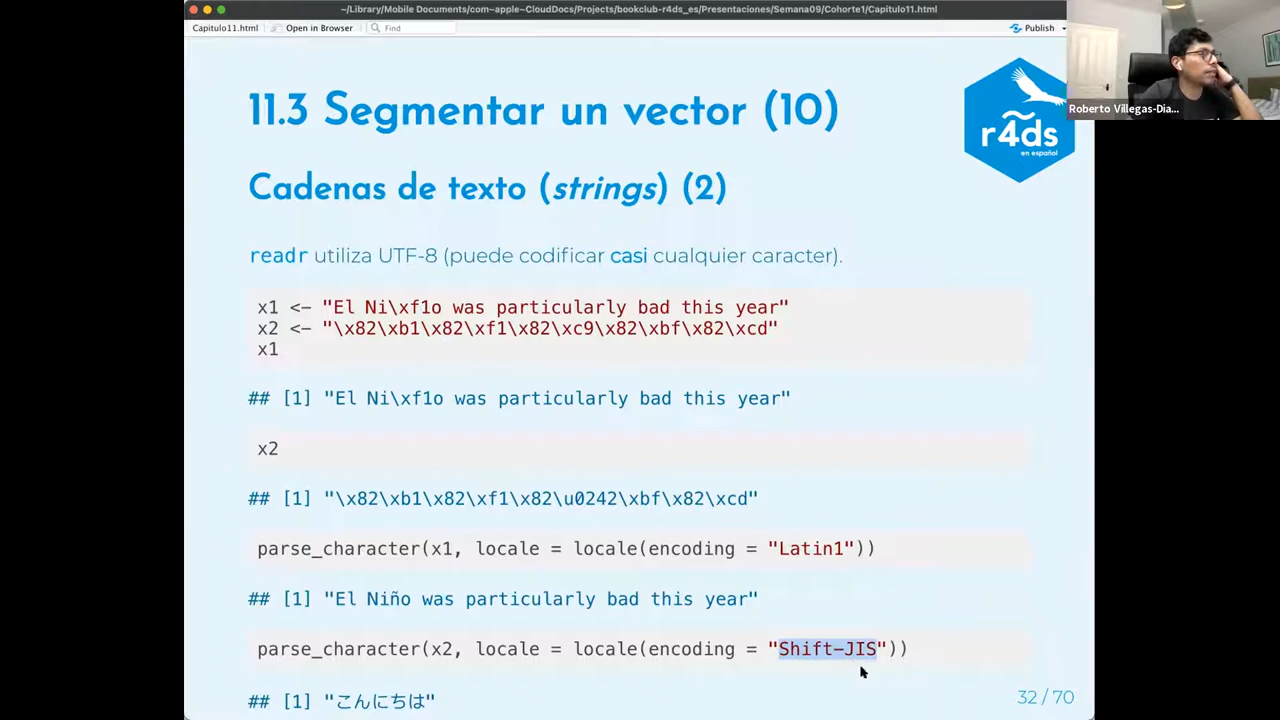 ~/Library/Mobile Documents/com~apple~CloudDocs/Projects/bookclub-r4ds_es/Presentaciones/Semana09/Cohorte1/Capitulo11.html
Capitulo11.html
Open in Browser
Find
Publish
Roberto Villegas-Dia...
11.3 Segmentar un vector (10)
r4ds
en español
Cadenas de texto (strings) (2)
readr utiliza UTF-8 (puede codificar casi cualquier caracter).
x1 <- "El Ni\xf1o was particularly bad this year"
x2 <- "\x82\xb1\x82\xf1\x82\xc9\x82\xbf\x82\xcd"
x1
## [1] "El Ni\xf1o was particularly bad this year"
x2
## [1] "\x82\xb1\x82\xf1\x82\u0242\xbf\x82\xcd"
parse_character(x1, locale = locale(encoding = "Latin1"))
## [1] "El Niño was particularly bad this year"
parse_character(x2, locale = locale(encoding = "Shift-JIS"))
## [1] "こんにちは"
32 / 70